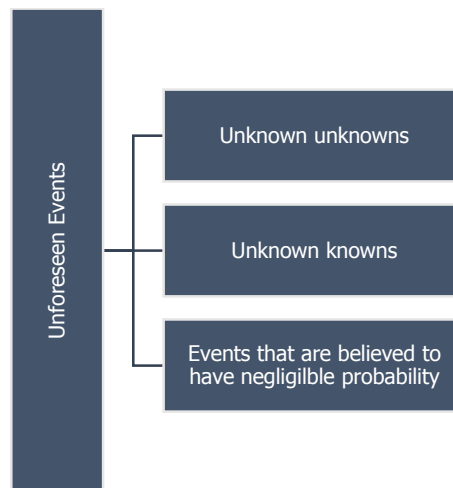 Unforeseen Events
Unknown unknowns
Unknown knowns
Events that are believed to
have negligilble probability